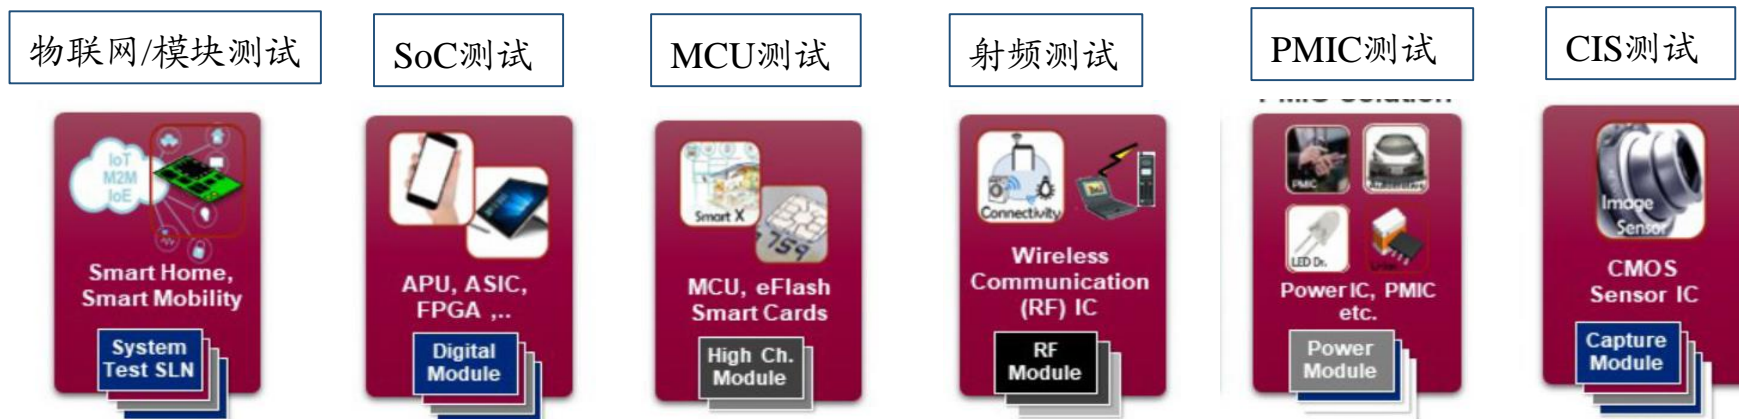 物联网/模块测试
SoC测试
MCU测试
射频测试
PMIC测试
CIS测试
IoT
M2M
IoE
Smart Home,
Smart Mobility
System
Test SLN
APU, ASIC,
FPGA ,..
Digital
Module
Smart X
759
MCU, eFlash
Smart Cards
High Ch.
Module
Connectivity
Wireless
Communication
(RF) IC
RF
Module
PMIC Solution
PMIC
Automotive
LED Dr.
Power IC, PMIC
etc.
Power
Module
Image
Sensor
CMOS
Sensor IC
Capture
Module